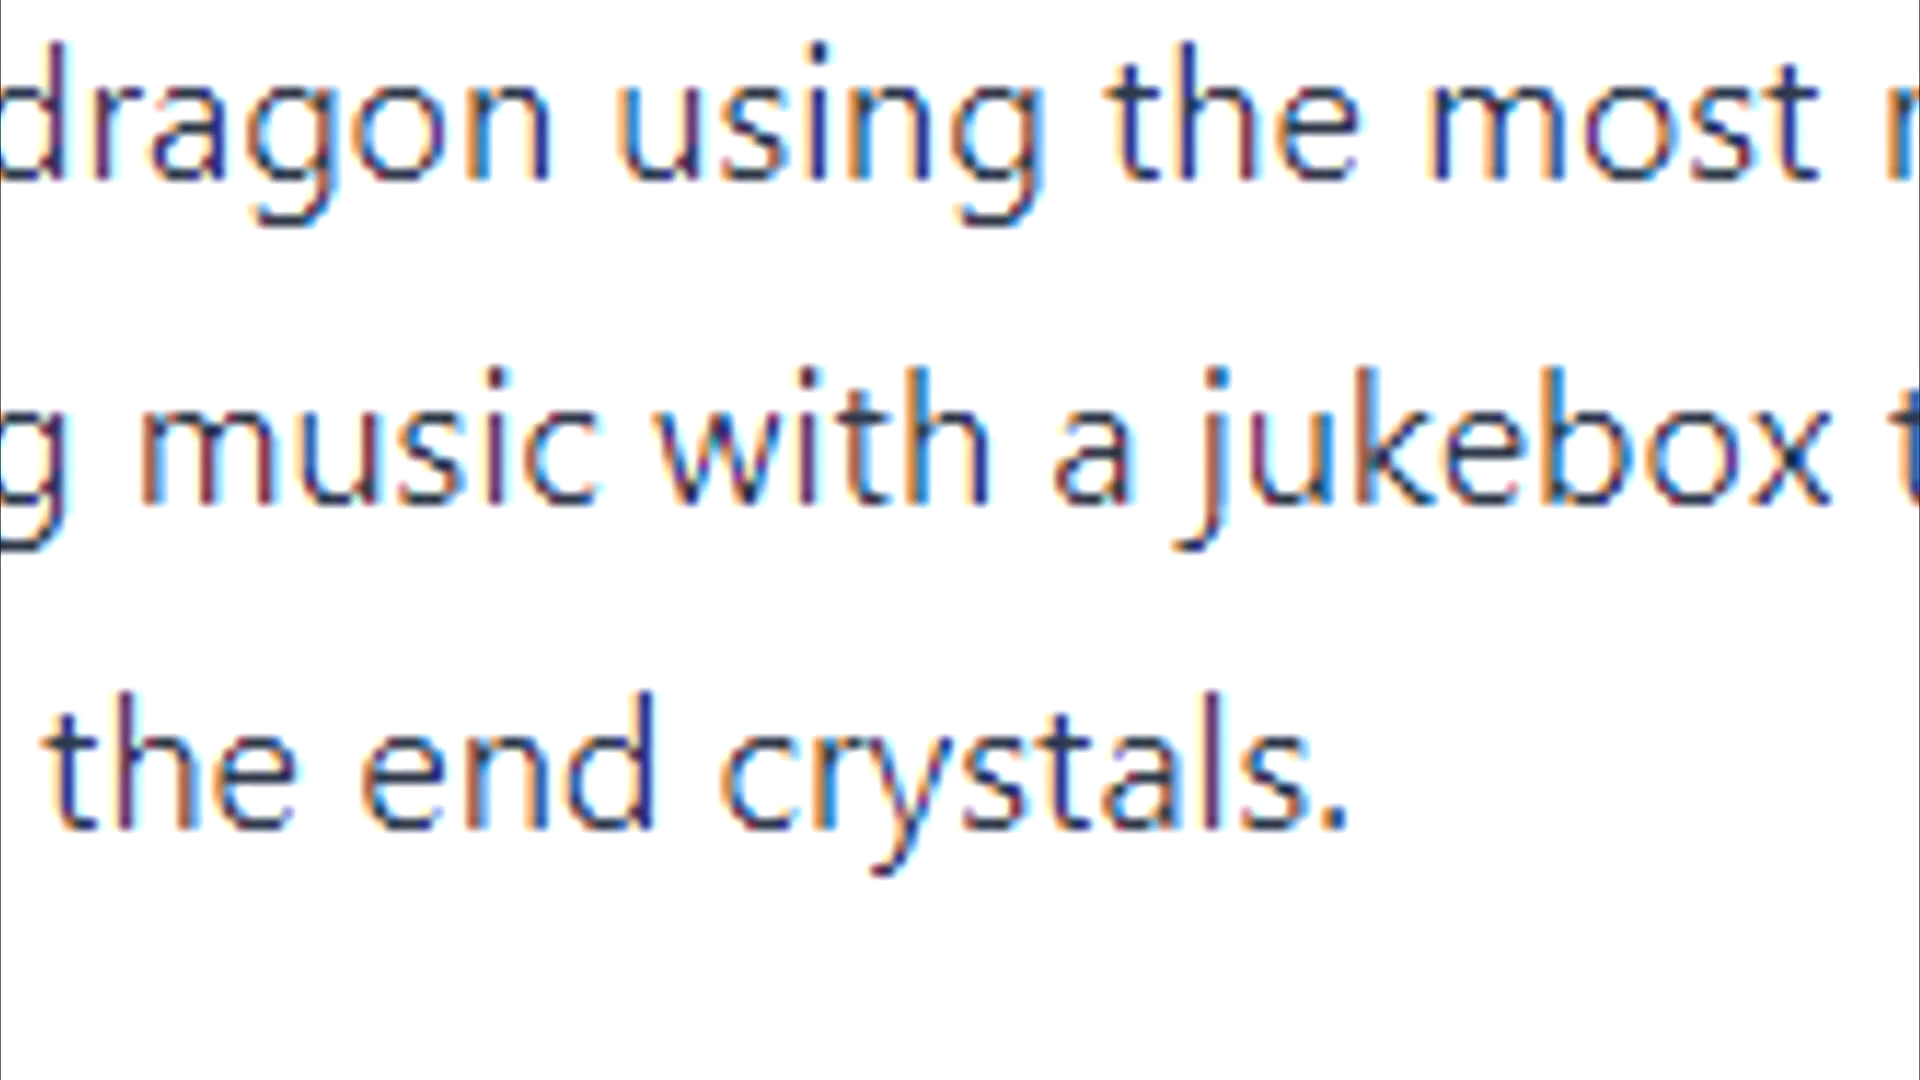 dragon using the most
music with a jukebox
the end crystals.